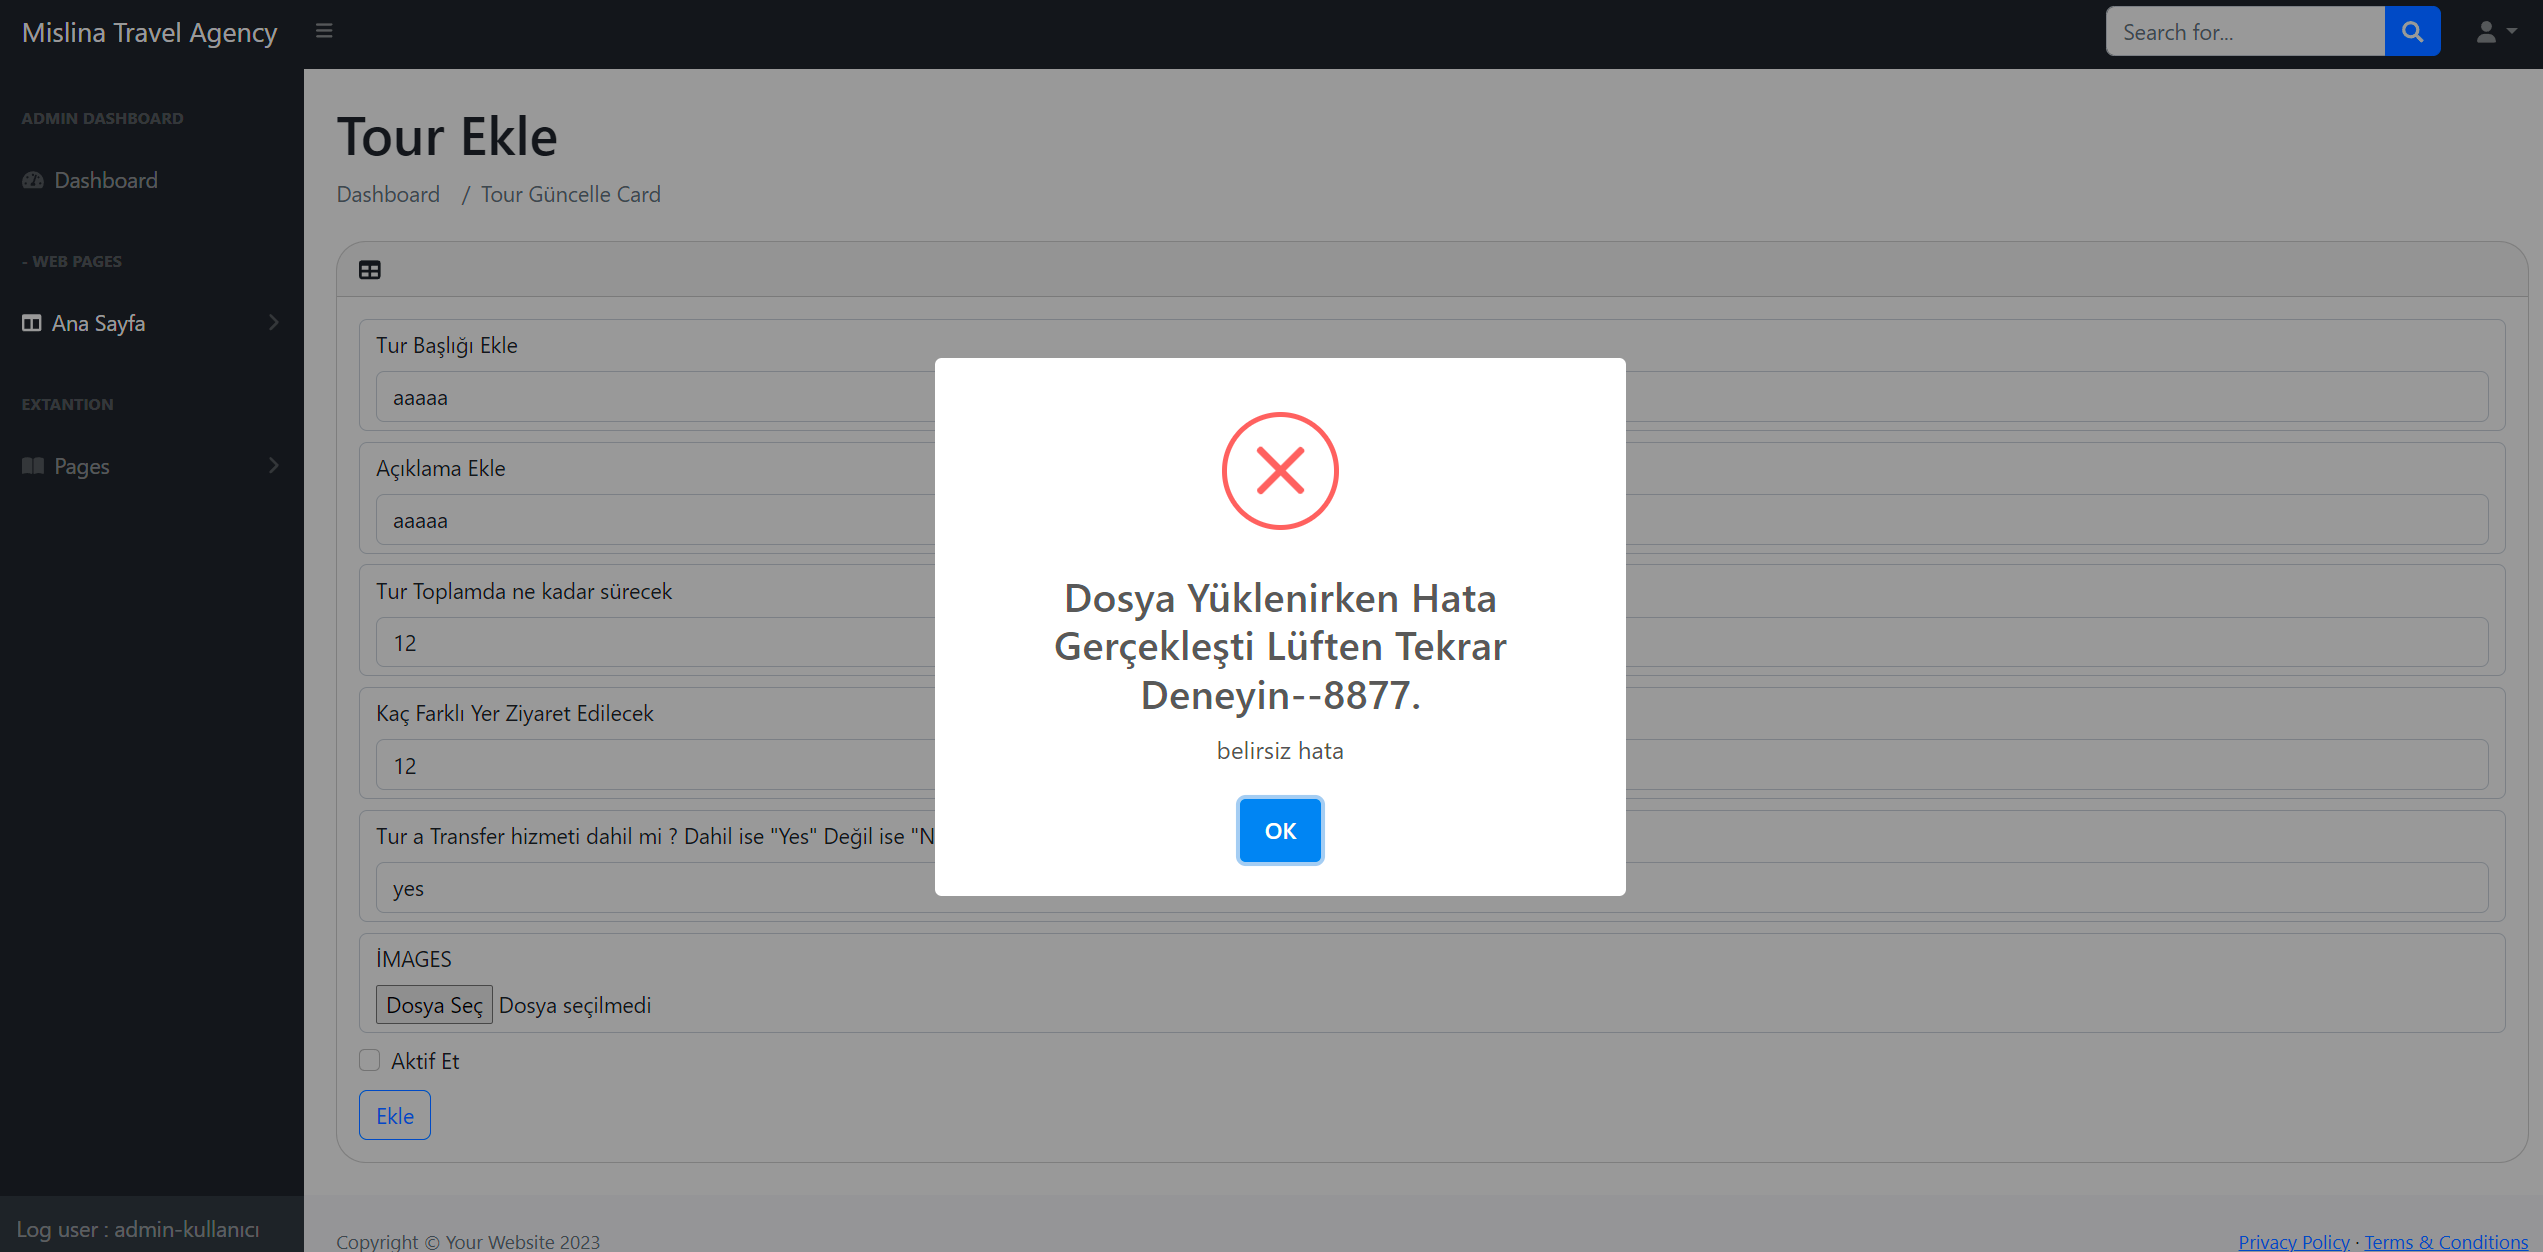 Mislina Travel Agency
Search for...
ADMIN DASHBOARD
Dashboard
- WEB PAGES
Ana Sayfa
EXTANTION
Pages
Log user : admin-kullanıcı
Tour Ekle
Dashboard / Tour Güncelle Card
Tur Başlığı Ekle
aaaaa
Açıklama Ekle
aaaaa
Tur Toplamda ne kadar sürecek
12
Kaç Farklı Yer Ziyaret Edilecek
12
Tur a Transfer hizmeti dahil mi ? Dahil ise "Yes" Değil ise "N
yes
İMAGES
Dosya Seç Dosya seçilmedi
Aktif Et
Ekle
Dosya Yüklenirken Hata
Gerçekleşti Lüften Tekrar
Deneyin--8877.
belirsiz hata
OK
Copyright © Your Website 2023
Privacy Policy · Terms & Conditions